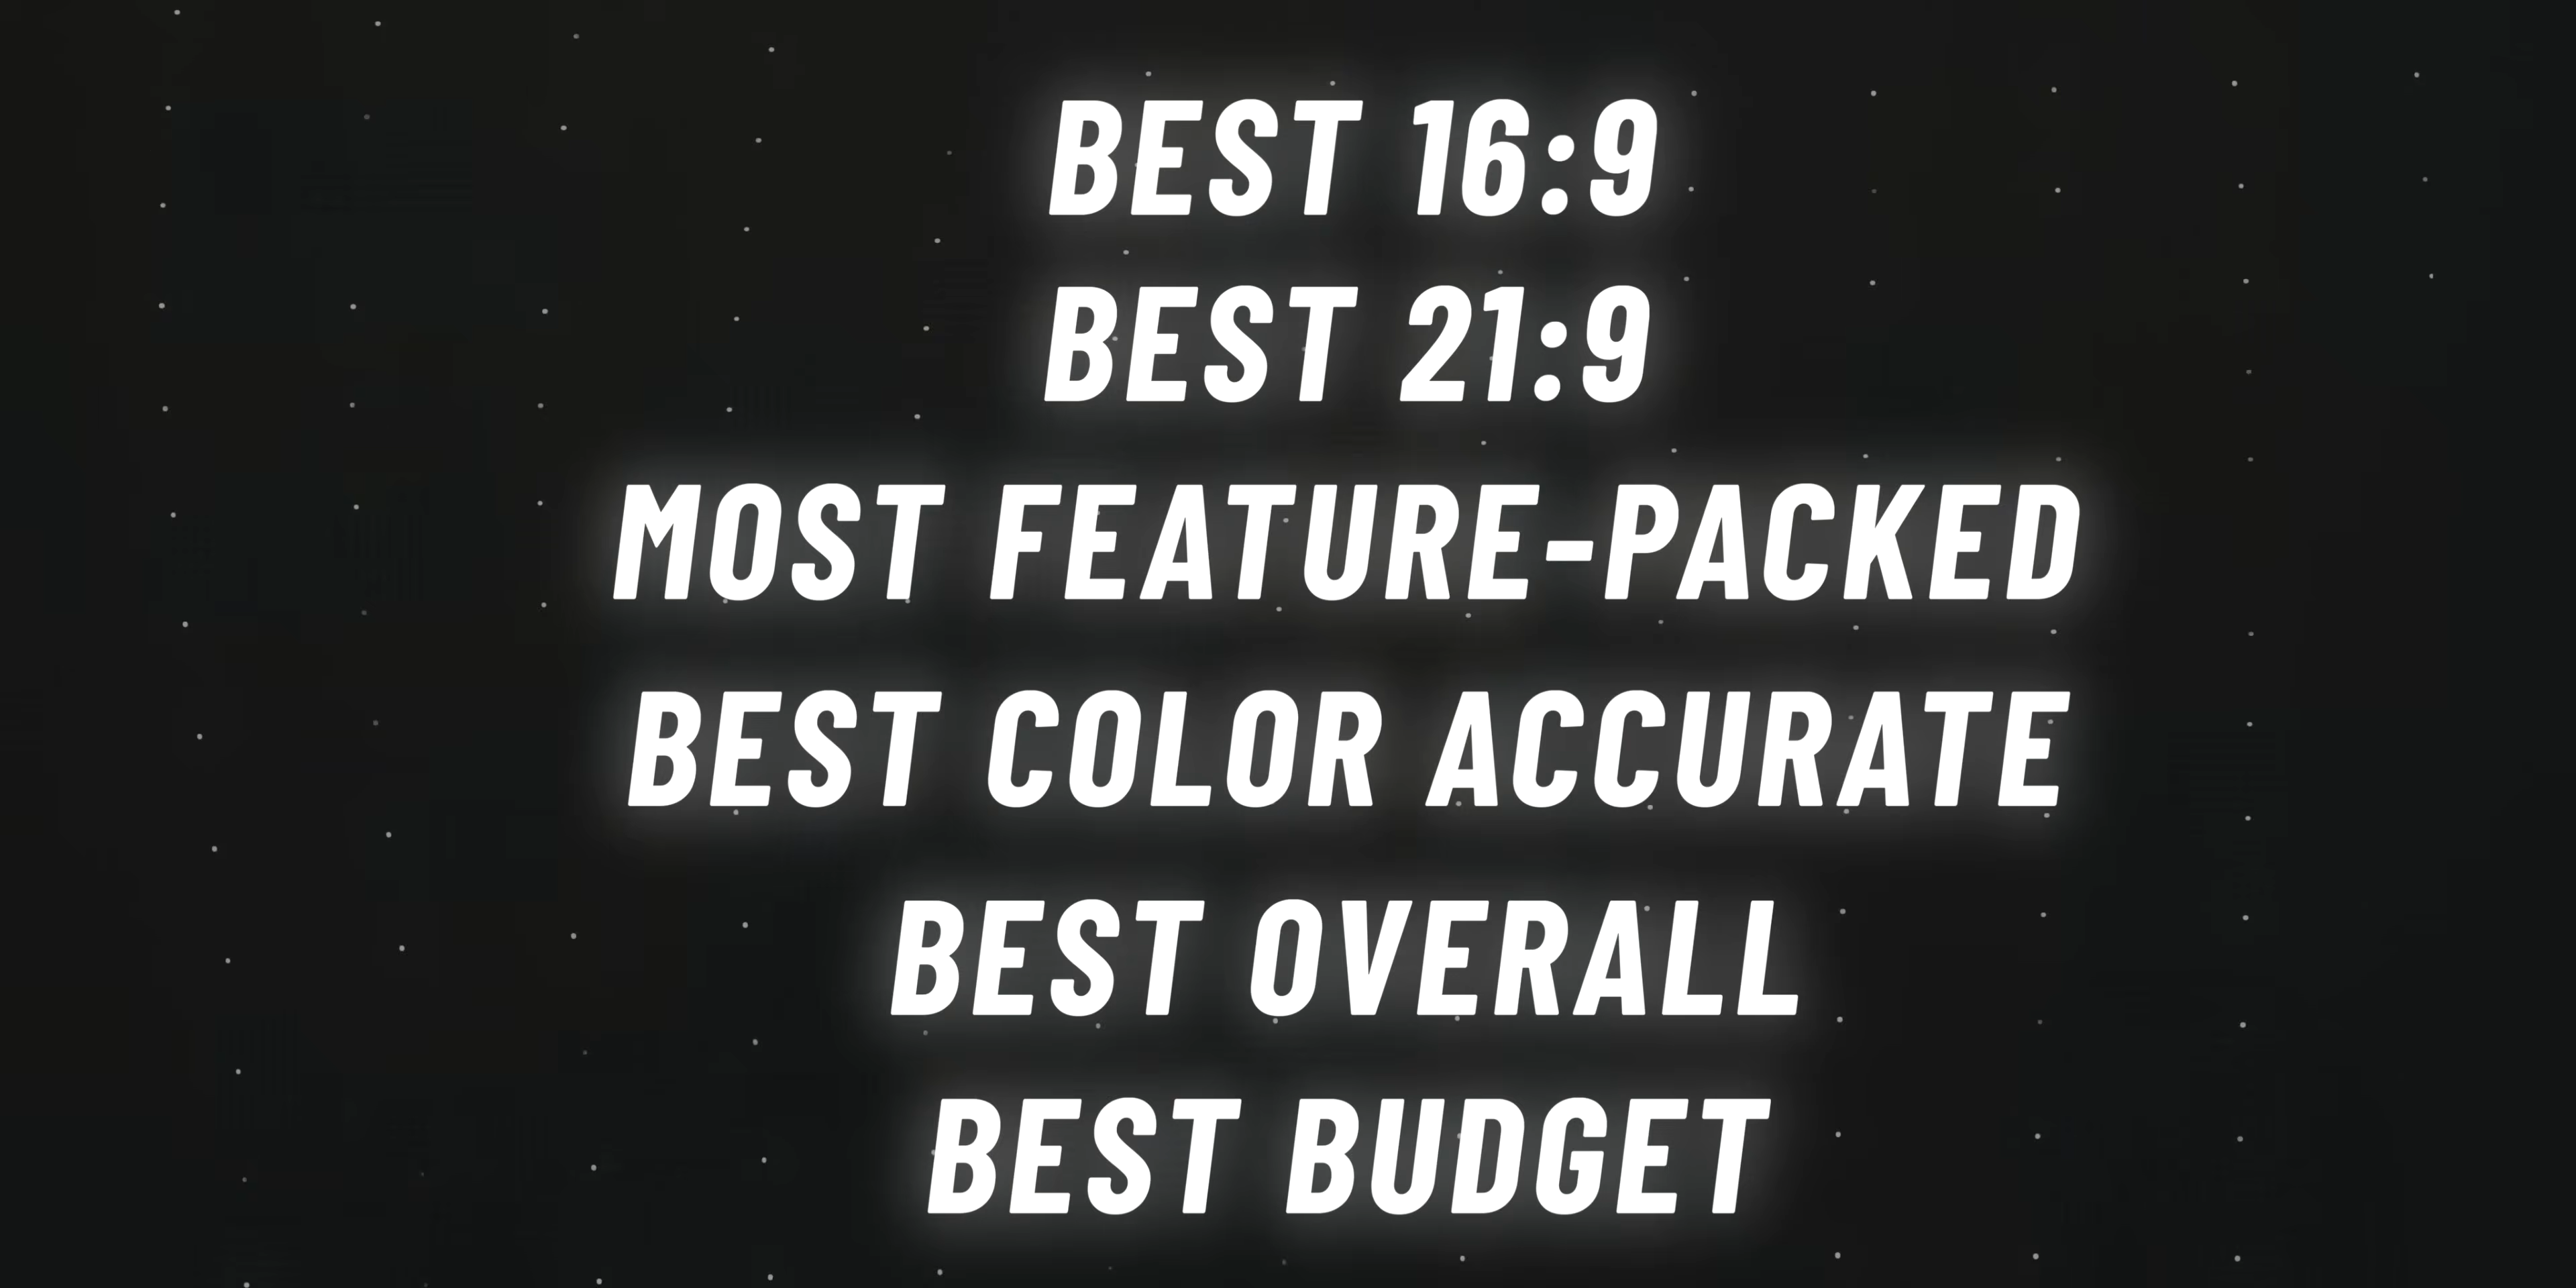 BEST 16:9
BEST 21:9
MOST FEATURE-PACKED
BEST COLOR ACCURATE
BEST OVERALL
BEST BUDGET